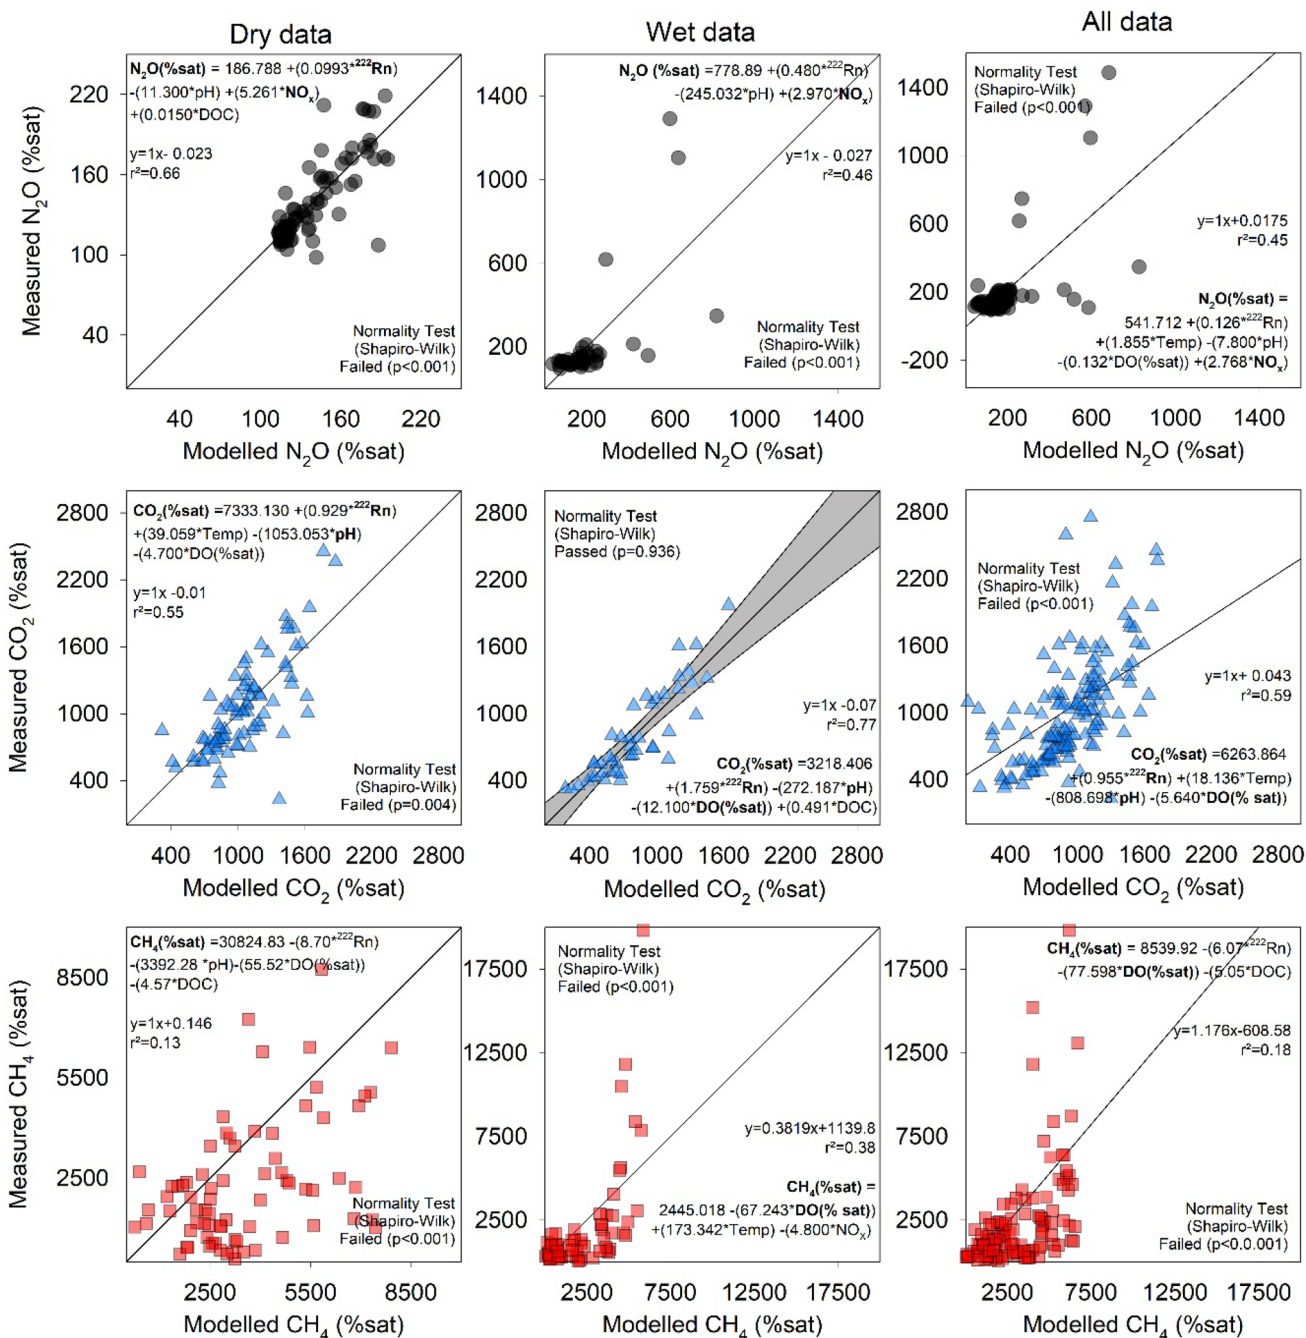 Dry data
Wet data
All data
Measured N₂O (%sat)
220
160
100
40
N₂O(%sat) = 186.788 +(0.0993*²²²Rn)
-(11.300*pH) +(5.261*NOₓ)
+(0.0150*DOC)
y=1x- 0.023
r²=0.66
Normality Test
(Shapiro-Wilk)
Failed (p<0.001)
40 100 160 220
Modelled N₂O (%sat)
1400
1000
600
200
N₂O (%sat) =778.89 +(0.480*²²²Rn)
-(245.032*pH) +(2.970*NOₓ)
y=1x - 0.027
r²=0.46
Normality Test
(Shapiro-Wilk)
Failed (p<0.001)
200 600 1000 1400
Modelled N₂O (%sat)
1400
1000
600
200
-200
Normality Test
(Shapiro-Wilk)
Failed (p<0.001)
y=1x+0.0175
r²=0.45
N₂O(%sat) =
541.712 +(0.126*²²²Rn)
+(1.855*Temp) -(7.800*pH)
-(0.132*DO(%sat)) +(2.768*NOₓ)
200 600 1000 1400
Modelled N₂O (%sat)
Measured CO₂ (%sat)
2800
2200
1600
1000
400
CO₂(%sat) =7333.130 +(0.929*²²²Rn)
+(39.059*Temp) -(1053.053*pH)
-(4.700*DO(%sat))
y=1x -0.01
r²=0.55
Normality Test
(Shapiro-Wilk)
Failed (p=0.004)
400 1000 1600 2200 2800
Modelled CO₂ (%sat)
2800
2200
1600
1000
400
Normality Test
(Shapiro-Wilk)
Passed (p=0.936)
y=1x -0.07
r²=0.77
CO₂(%sat) =3218.406
+(1.759*²²²Rn) -(272.187*pH)
-(12.100*DO(%sat)) +(0.491*DOC)
400 1000 1600 2200 2800
Modelled CO₂ (%sat)
2800
2200
1600
1000
400
Normality Test
(Shapiro-Wilk)
Failed (p<0.001)
y=1x+ 0.043
r²=0.59
CO₂(%sat) =6263.864
+(0.955*²²²Rn) +(18.136*Temp)
-(808.698*pH) -(5.640*DO(% sat))
400 1000 1600 2200 2800
Modelled CO₂ (%sat)
Measured CH₄ (%sat)
8500
5500
2500
CH₄(%sat) =30824.83 -(8.70*²²²Rn)
-(3392.28 *pH)-(55.52*DO(%sat))
-(4.57*DOC)
y=1x+0.146
r²=0.13
Normality Test
(Shapiro-Wilk)
Failed (p<0.001)
2500 5500 8500
Modelled CH₄ (%sat)
17500
12500
7500
2500
Normality Test
(Shapiro-Wilk)
Failed (p<0.001)
y=0.3819x+1139.8
r²=0.38
CH₄(%sat) =
2445.018 -(67.243*DO(% sat))
+(173.342*Temp) -(4.800*NOₓ)
2500 7500 12500 17500
Modelled CH₄ (%sat)
17500
12500
7500
2500
CH₄(%sat) = 8539.92 -(6.07*²²²Rn)
-(77.598*DO(%sat)) -(5.05*DOC)
y=1.176x-608.58
r²=0.18
Normality Test
(Shapiro-Wilk)
Failed (p<0.0.001)
2500 7500 12500 17500
Modelled CH₄ (%sat)